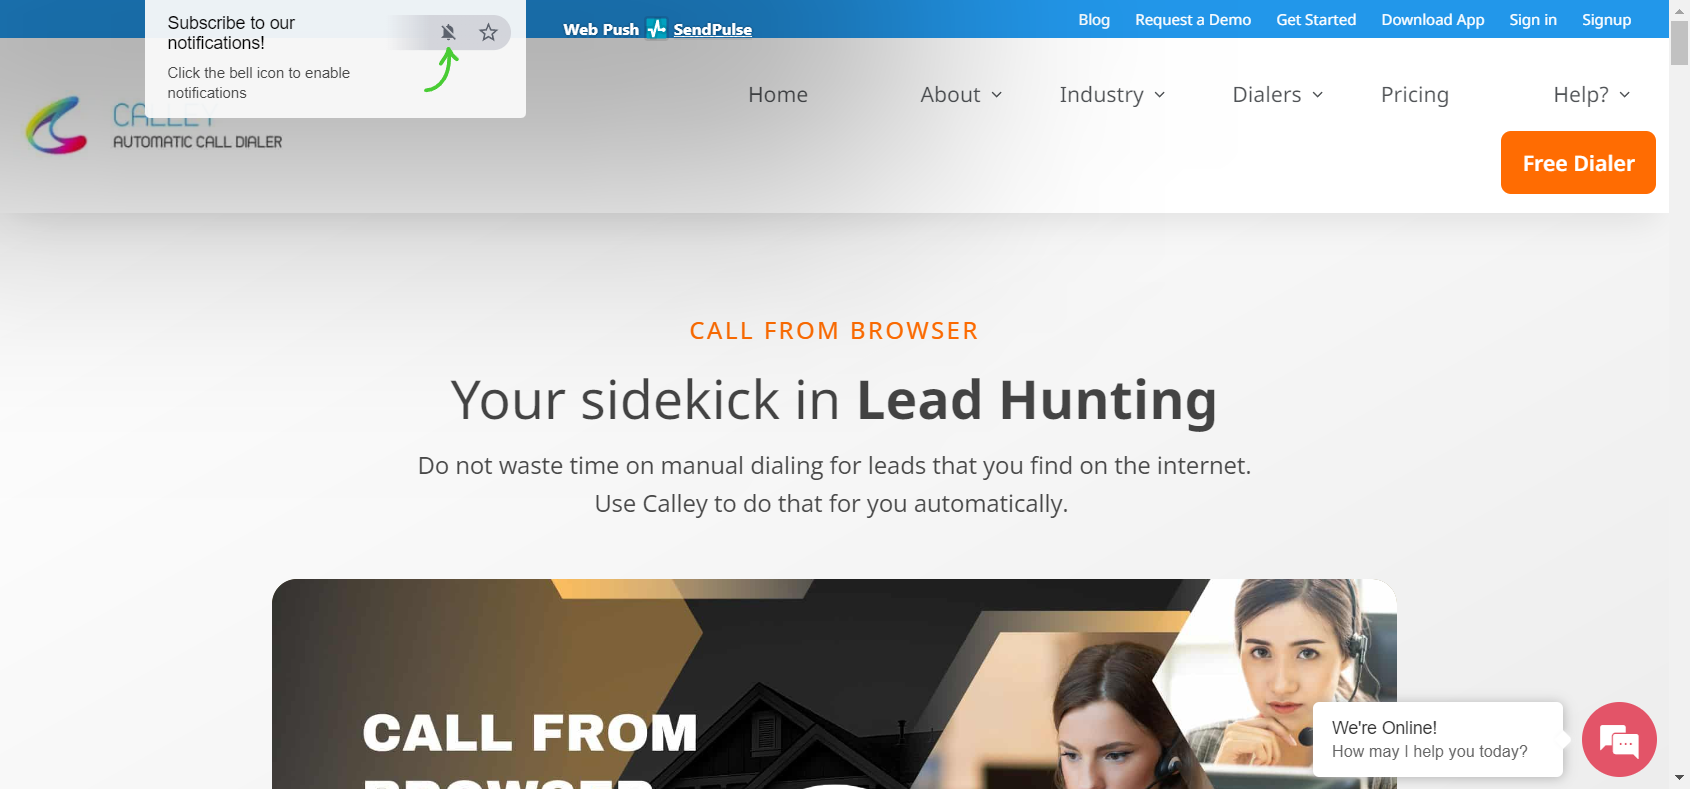 Subscribe to our
notifications!
Click the bell icon to enable
notifications
Web Push SendPulse
Blog Request a Demo Get Started Download App Sign in Signup
CALLEY
AUTOMATIC CALL DIALER
Home About Industry Dialers Pricing Help?
Free Dialer
CALL FROM BROWSER
Your sidekick in Lead Hunting
Do not waste time on manual dialing for leads that you find on the internet.
Use Calley to do that for you automatically.
CALL FROM
BROWSER
We're Online!
How may I help you today?